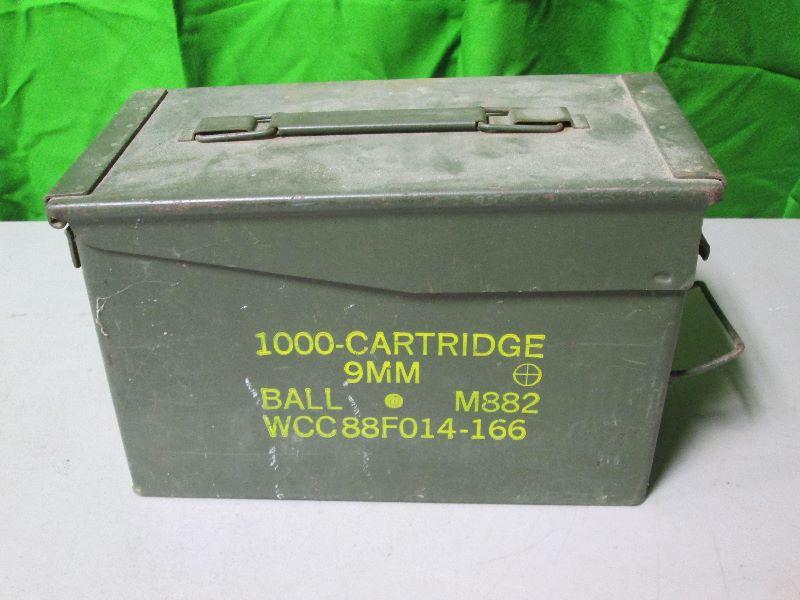 1000-CARTRIDGE
9MM ⊕
BALL ● M882
WCC88F014-166